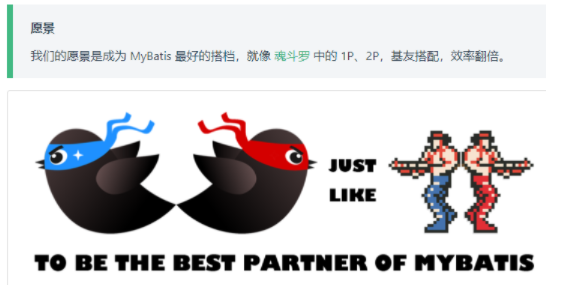 愿景
我们的愿景是成为 MyBatis 最好的搭档，就像 魂斗罗 中的 1P、2P，基友搭配，效率翻倍。
JUST
LIKE
TO BE THE BEST PARTNER OF MYBATIS